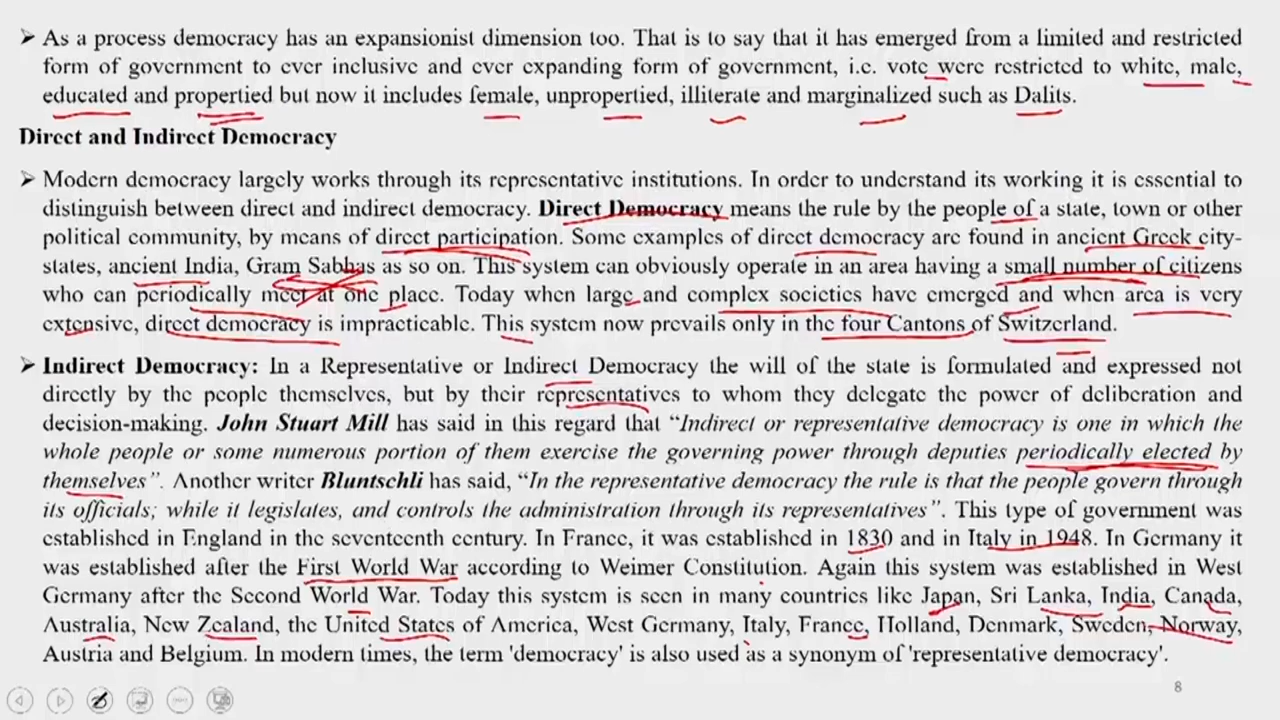 ➢ As a process democracy has an expansionist dimension too. That is to say that it has emerged from a limited and restricted
form of government to ever inclusive and ever expanding form of government, i.e. vote were restricted to white, male,
educated and propertied but now it includes female, unpropertied, illiterate and marginalized such as Dalits.
Direct and Indirect Democracy
➢ Modern democracy largely works through its representative institutions. In order to understand its working it is essential to
distinguish between direct and indirect democracy. Direct Democracy means the rule by the people of a state, town or other
political community, by means of direct participation. Some examples of direct democracy are found in ancient Greek city-
states, ancient India, Gram Sabhas as so on. This system can obviously operate in an area having a small number of citizens
who can periodically meet at one place. Today when large and complex societies have emerged and when area is very
extensive, direct democracy is impracticable. This system now prevails only in the four Cantons of Switzerland.
➢ Indirect Democracy: In a Representative or Indirect Democracy the will of the state is formulated and expressed not
directly by the people themselves, but by their representatives to whom they delegate the power of deliberation and
decision-making. John Stuart Mill has said in this regard that “Indirect or representative democracy is one in which the
whole people or some numerous portion of them exercise the governing power through deputies periodically elected by
themselves”. Another writer Bluntschli has said, “In the representative democracy the rule is that the people govern through
its officials; while it legislates, and controls the administration through its representatives”. This type of government was
established in England in the seventeenth century. In France, it was established in 1830 and in Italy in 1948. In Germany it
was established after the First World War according to Weimer Constitution. Again this system was established in West
Germany after the Second World War. Today this system is seen in many countries like Japan, Sri Lanka, India, Canada,
Australia, New Zealand, the United States of America, West Germany, Italy, France, Holland, Denmark, Sweden, Norway,
Austria and Belgium. In modern times, the term 'democracy' is also used as a synonym of 'representative democracy'.
8